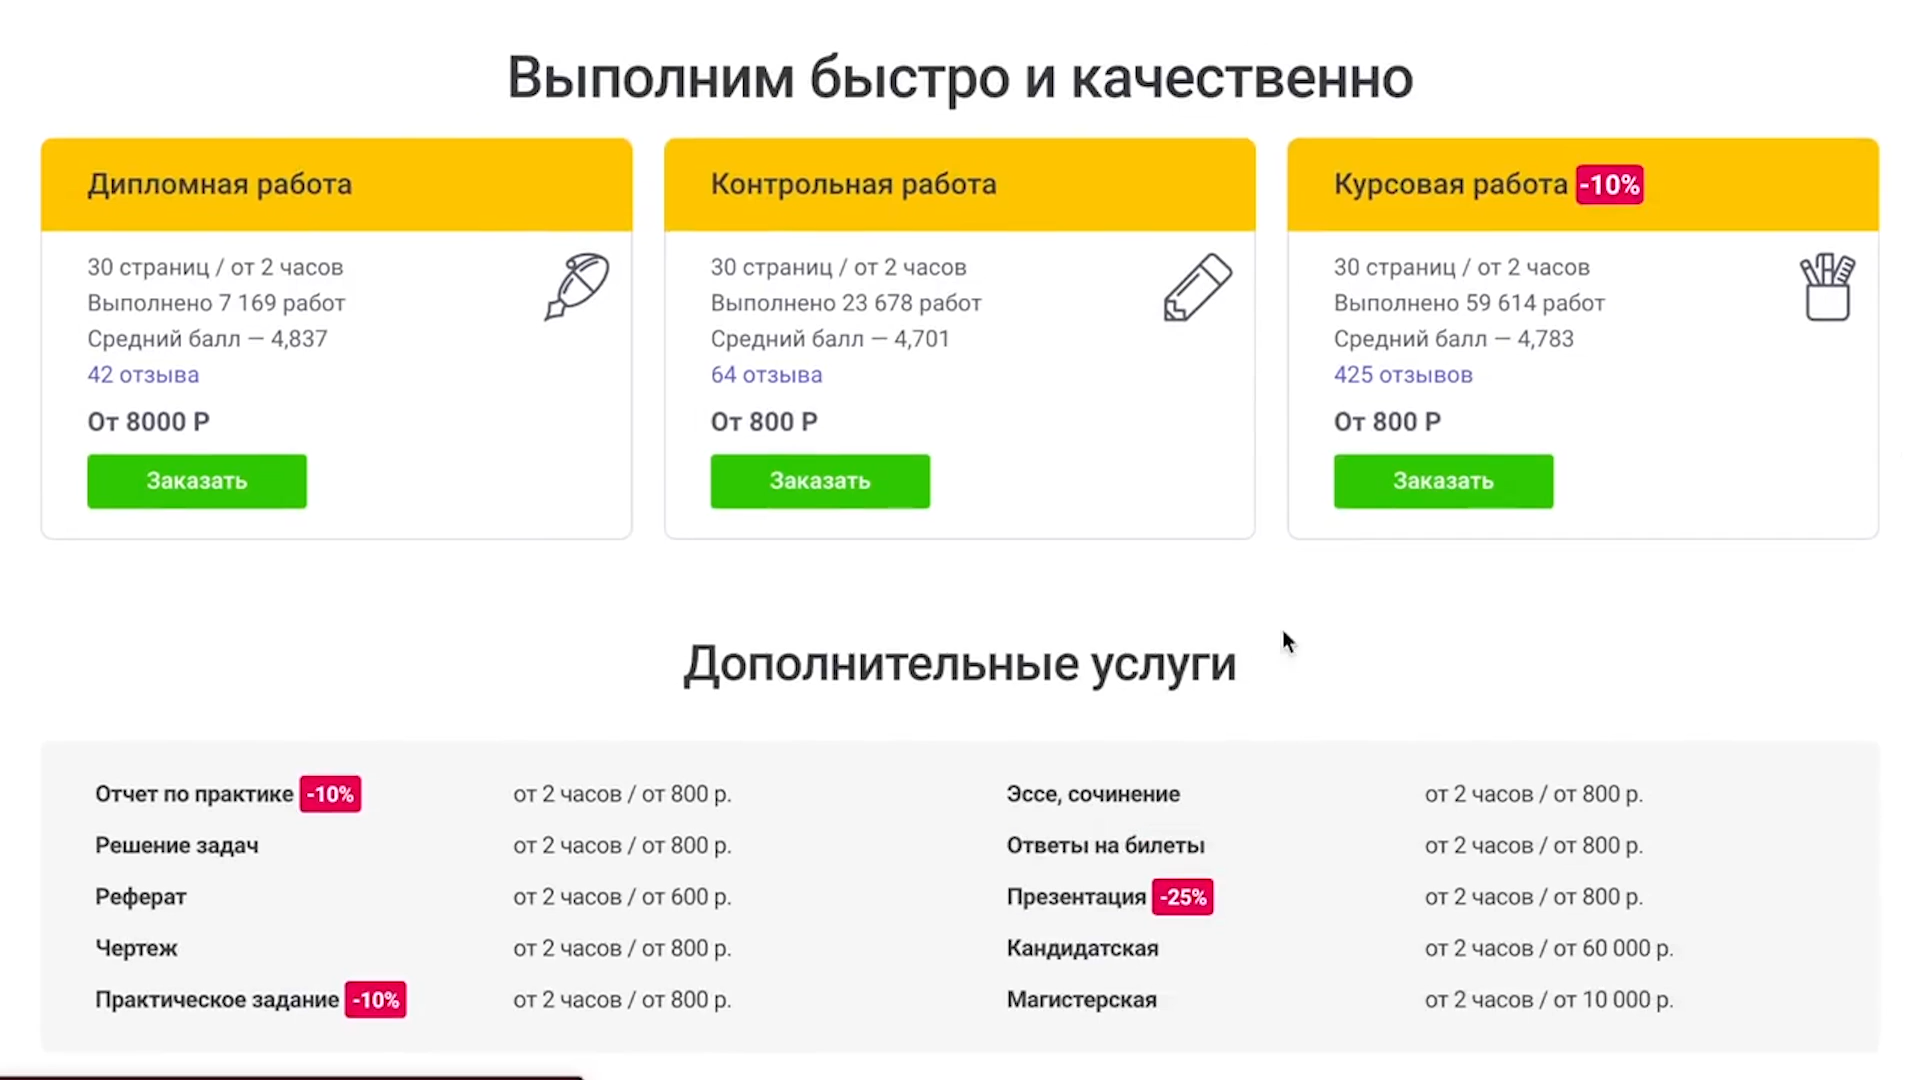 Выполним быстро и качественно
Дипломная работа
30 страниц / от 2 часов
Выполнено 7 169 работ
Средний балл — 4,837
42 отзыва
От 8000 Р
Заказать
Контрольная работа
30 страниц / от 2 часов
Выполнено 23 678 работ
Средний балл — 4,701
64 отзыва
От 800 Р
Заказать
Курсовая работа -10%
30 страниц / от 2 часов
Выполнено 59 614 работ
Средний балл — 4,783
425 отзывов
От 800 Р
Заказать
Дополнительные услуги
Отчет по практике -10% от 2 часов / от 800 р.
Решение задач от 2 часов / от 800 р.
Реферат от 2 часов / от 600 р.
Чертеж от 2 часов / от 800 р.
Практическое задание -10% от 2 часов / от 800 р.
Эссе, сочинение от 2 часов / от 800 р.
Ответы на билеты от 2 часов / от 800 р.
Презентация -25% от 2 часов / от 800 р.
Кандидатская от 2 часов / от 60 000 р.
Магистерская от 2 часов / от 10 000 р.